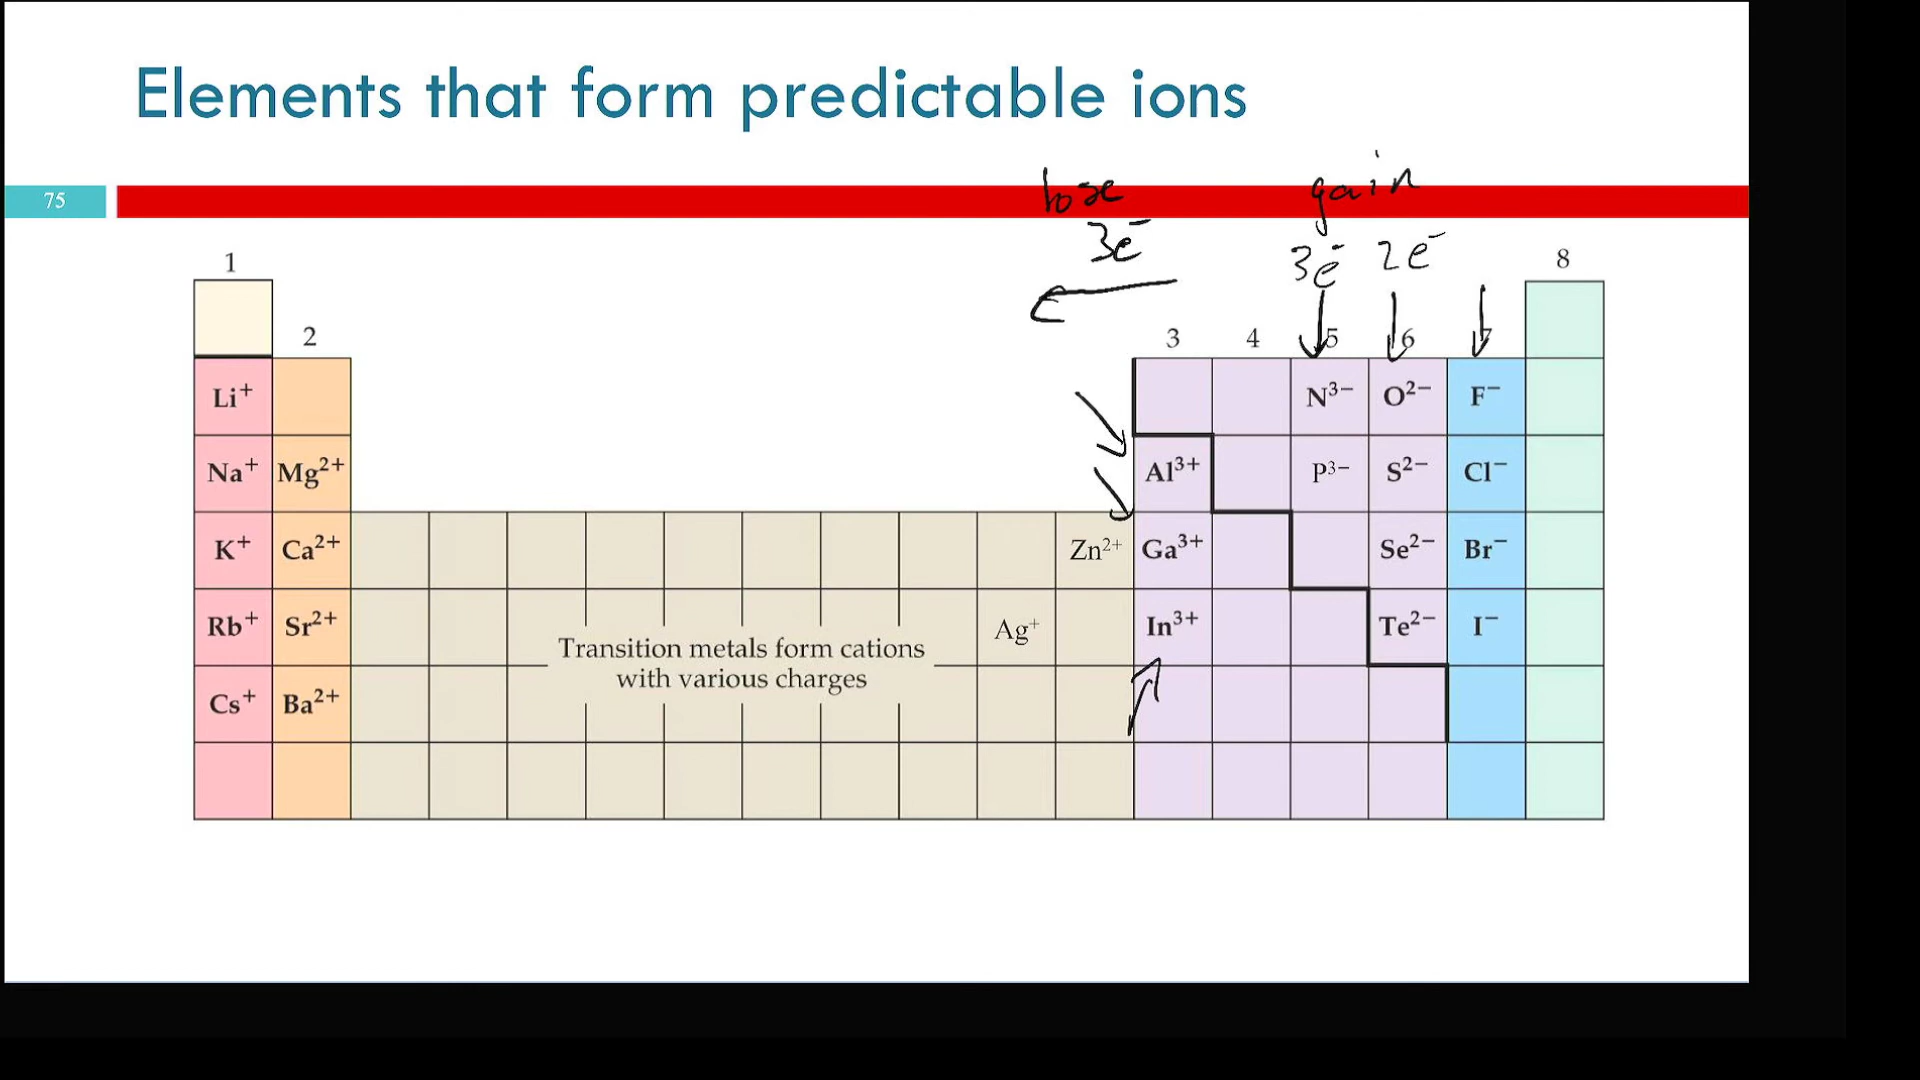 Elements that form predictable ions
75
lose gain
3e⁻ 3e⁻ 2e⁻
1 8
2 3 4 5 6 7
Li⁺ N³⁻ O²⁻ F⁻
Na⁺ Mg²⁺ Al³⁺ P³⁻ S²⁻ Cl⁻
K⁺ Ca²⁺ Zn²⁺ Ga³⁺ Se²⁻ Br⁻
Rb⁺ Sr²⁺ Ag⁺ In³⁺ Te²⁻ I⁻
Transition metals form cations
with various charges
Cs⁺ Ba²⁺